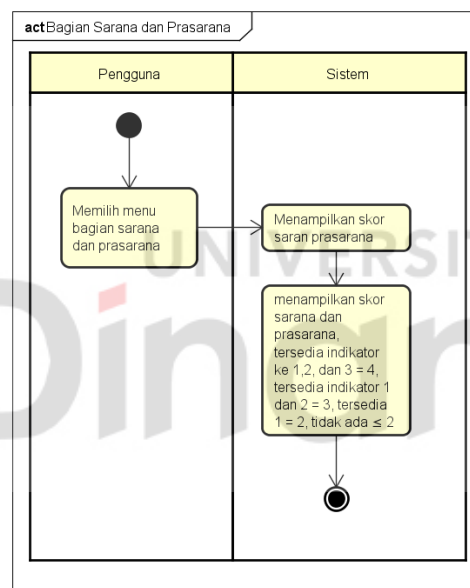 act Bagian Sarana dan Prasarana
Pengguna
Sistem
Memilih menu
bagian sarana
dan prasarana
Menampilkan skor
saran prasarana
menampilkan skor
sarana dan
prasarana,
tersedia indikator
ke 1,2, dan 3 = 4,
tersedia indikator 1
dan 2 = 3, tersedia
1 = 2, tidak ada ≤ 2
UNIVERSI
Dinar